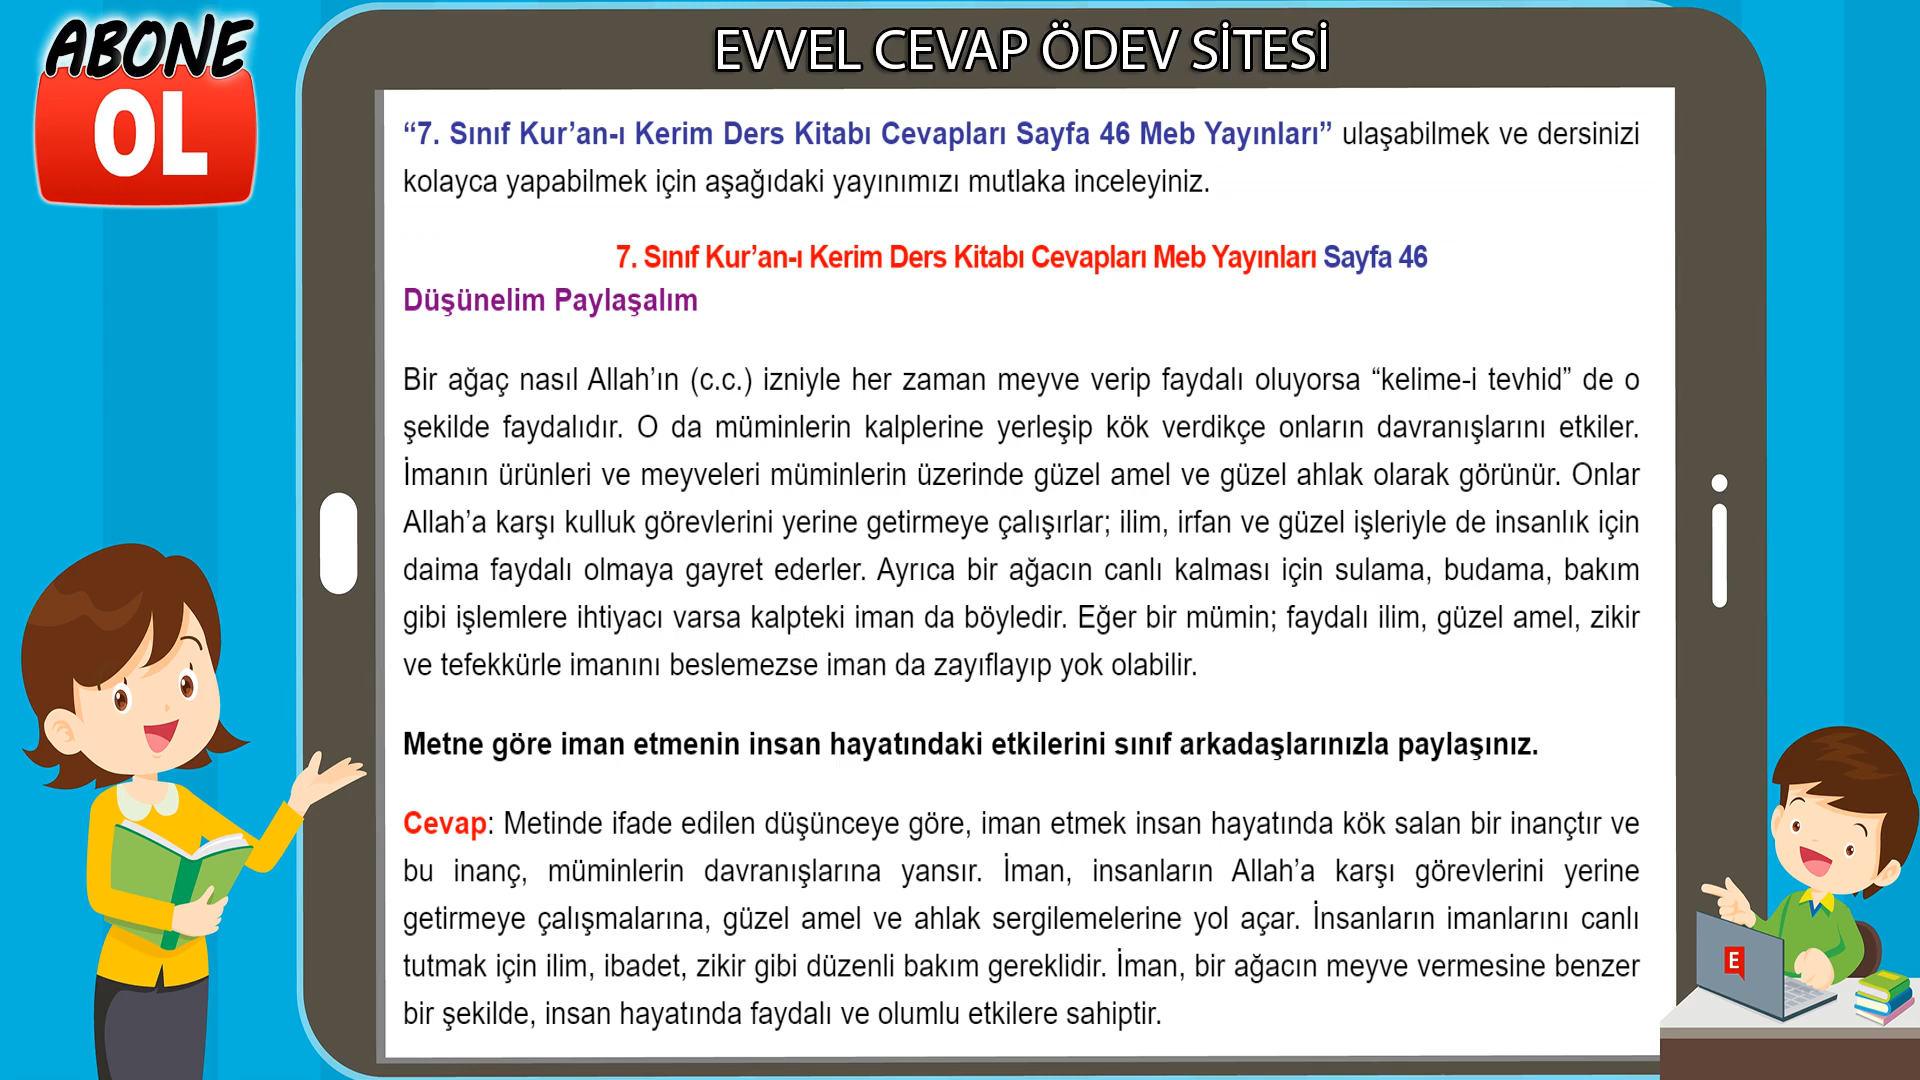 ABONE
OL
EVVEL CEVAP ÖDEV SİTESİ
“7. Sınıf Kur’an-ı Kerim Ders Kitabı Cevapları Sayfa 46 Meb Yayınları” ulaşabilmek ve dersinizi
kolayca yapabilmek için aşağıdaki yayınımızı mutlaka inceleyiniz.
7. Sınıf Kur’an-ı Kerim Ders Kitabı Cevapları Meb Yayınları Sayfa 46
Düşünelim Paylaşalım
Bir ağaç nasıl Allah’ın (c.c.) izniyle her zaman meyve verip faydalı oluyorsa “kelime-i tevhid” de o
şekilde faydalıdır. O da müminlerin kalplerine yerleşip kök verdikçe onların davranışlarını etkiler.
İmanın ürünleri ve meyveleri müminlerin üzerinde güzel amel ve güzel ahlak olarak görünür. Onlar
Allah’a karşı kulluk görevlerini yerine getirmeye çalışırlar; ilim, irfan ve güzel işleriyle de insanlık için
daima faydalı olmaya gayret ederler. Ayrıca bir ağacın canlı kalması için sulama, budama, bakım
gibi işlemlere ihtiyacı varsa kalpteki iman da böyledir. Eğer bir mümin; faydalı ilim, güzel amel, zikir
ve tefekkürle imanını beslemezse iman da zayıflayıp yok olabilir.
Metne göre iman etmenin insan hayatındaki etkilerini sınıf arkadaşlarınızla paylaşınız.
Cevap: Metinde ifade edilen düşünceye göre, iman etmek insan hayatında kök salan bir inançtır ve
bu inanç, müminlerin davranışlarına yansır. İman, insanların Allah’a karşı görevlerini yerine
getirmeye çalışmalarına, güzel amel ve ahlak sergilemelerine yol açar. İnsanların imanlarını canlı
tutmak için ilim, ibadet, zikir gibi düzenli bakım gereklidir. İman, bir ağacın meyve vermesine benzer
bir şekilde, insan hayatında faydalı ve olumlu etkilere sahiptir.
E